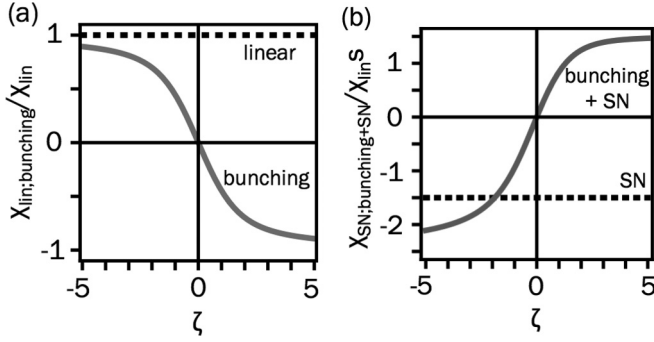 (a)
χlin;bunching/χlin
1
0
-1
linear
bunching
-5
0
5
ζ
(b)
χSN;bunching+SN/χlins
1
0
-1
-2
bunching
+ SN
SN
-5
0
5
ζ